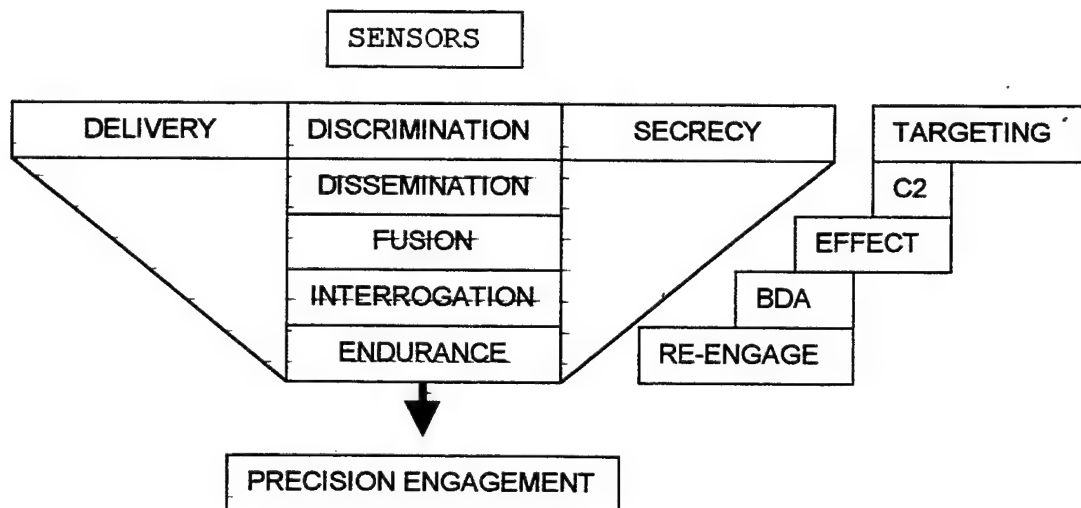 SENSORS
DELIVERY DISCRIMINATION SECRECY TARGETING
DISSEMINATION C2
FUSION EFFECT
INTERROGATION BDA
ENDURANCE RE-ENGAGE
PRECISION ENGAGEMENT